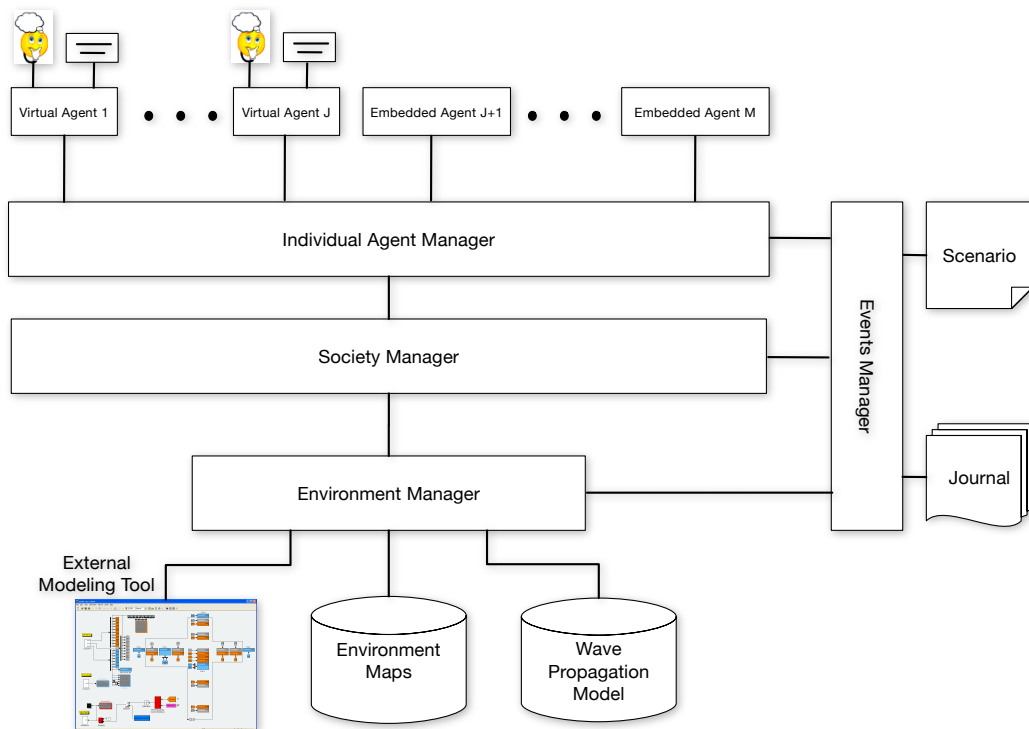 Virtual Agent 1
Virtual Agent J
Embedded Agent J+1
Embedded Agent M
Individual Agent Manager
Scenario
Society Manager
Events Manager
Environment Manager
Journal
External
Modeling Tool
Environment
Maps
Wave
Propagation
Model